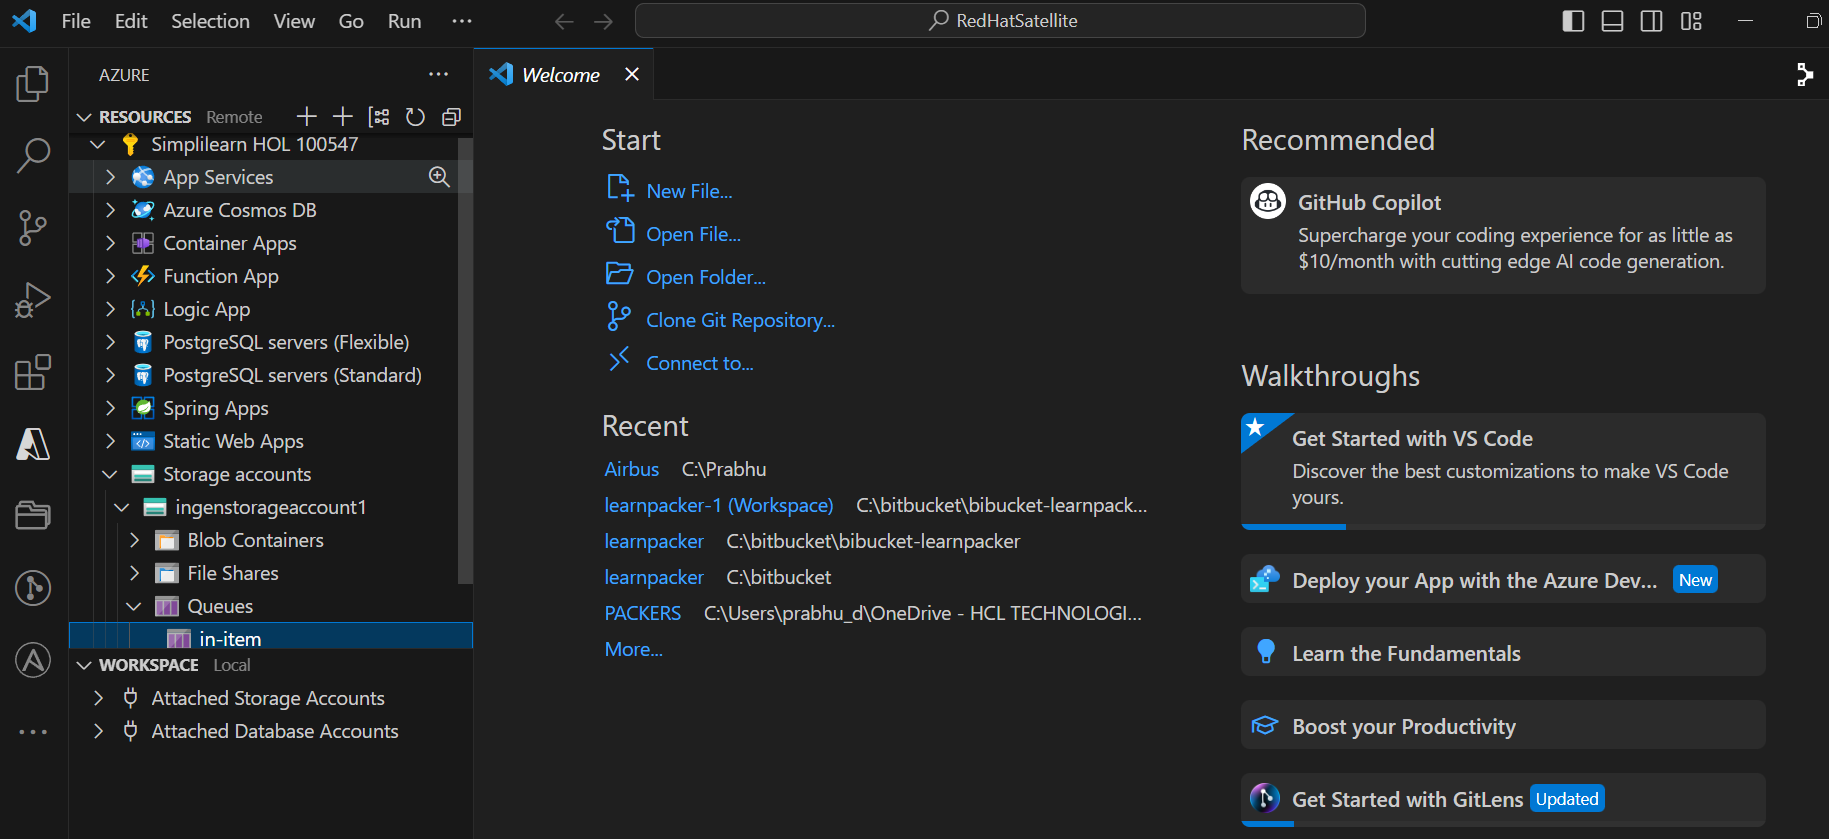 File Edit Selection View Go Run ···
RedHatSatellite
AZURE
RESOURCES Remote
Simplilearn HOL 100547
App Services
Azure Cosmos DB
Container Apps
Function App
Logic App
PostgreSQL servers (Flexible)
PostgreSQL servers (Standard)
Spring Apps
Static Web Apps
Storage accounts
ingenstorageaccount1
Blob Containers
File Shares
Queues
in-item
WORKSPACE Local
Attached Storage Accounts
Attached Database Accounts
Welcome
Start
New File...
Open File...
Open Folder...
Clone Git Repository...
Connect to...
Recent
Airbus C:\Prabhu
learnpacker-1 (Workspace) C:\bitbucket\bibucket-learnpack...
learnpacker C:\bitbucket\bibucket-learnpacker
learnpacker C:\bitbucket
PACKERS C:\Users\prabhu_d\OneDrive - HCL TECHNOLOGI...
More...
Recommended
GitHub Copilot
Supercharge your coding experience for as little as
$10/month with cutting edge AI code generation.
Walkthroughs
Get Started with VS Code
Discover the best customizations to make VS Code
yours.
Deploy your App with the Azure Dev... New
Learn the Fundamentals
Boost your Productivity
Get Started with GitLens Updated